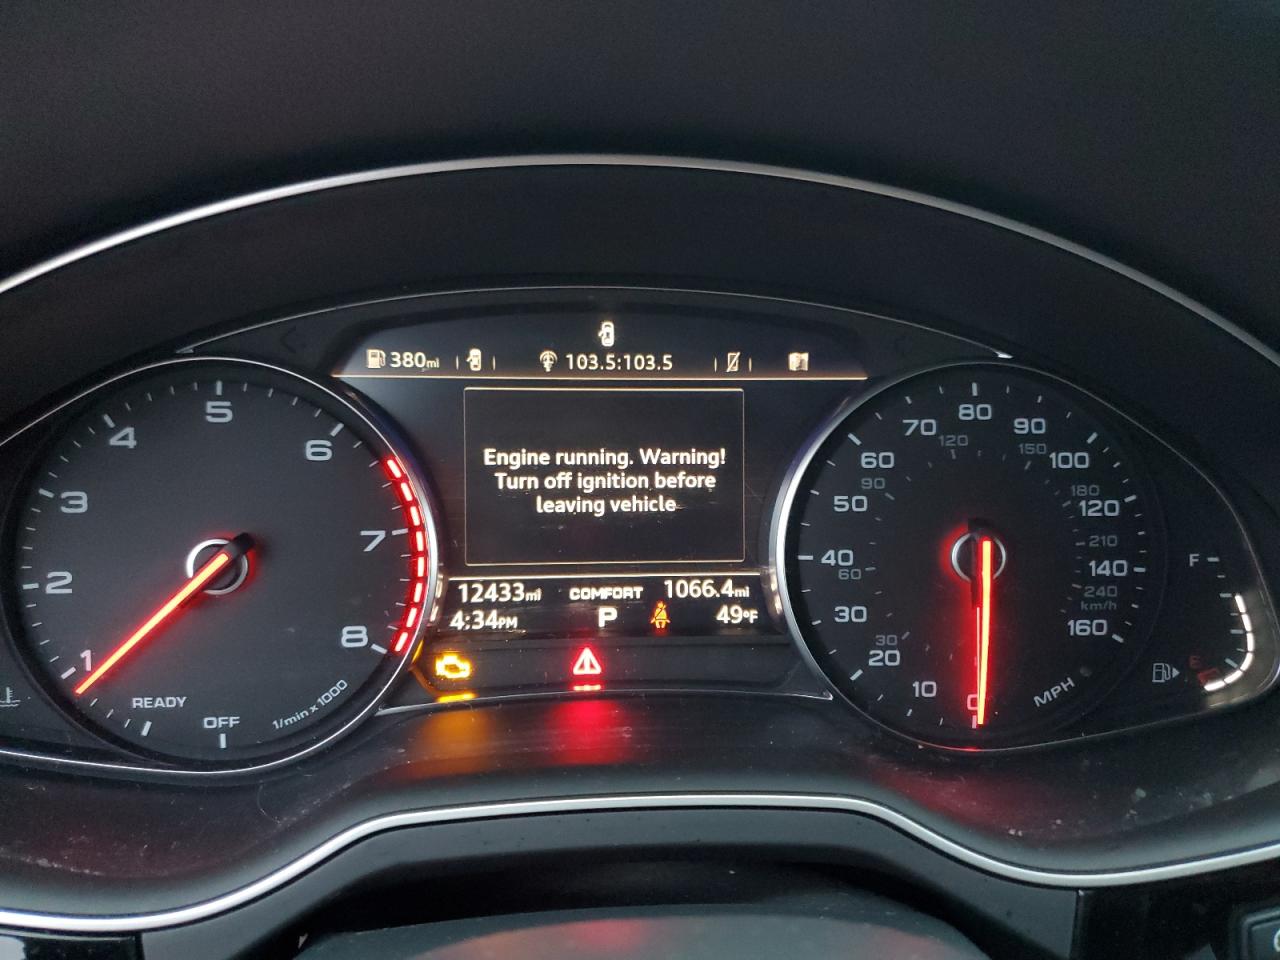 380mi
103.5:103.5
Engine running. Warning!
Turn off ignition before
leaving vehicle
12433mi COMFORT 1066.4mi
4:34PM P 49°F
1
2
3
4
5
6
7
8
READY
OFF
1/min x 1000
0
10
20
30
30
40
60
50
60
90
70
80
120
90
150
100
180
120
210
140
240
km/h
160
MPH
F